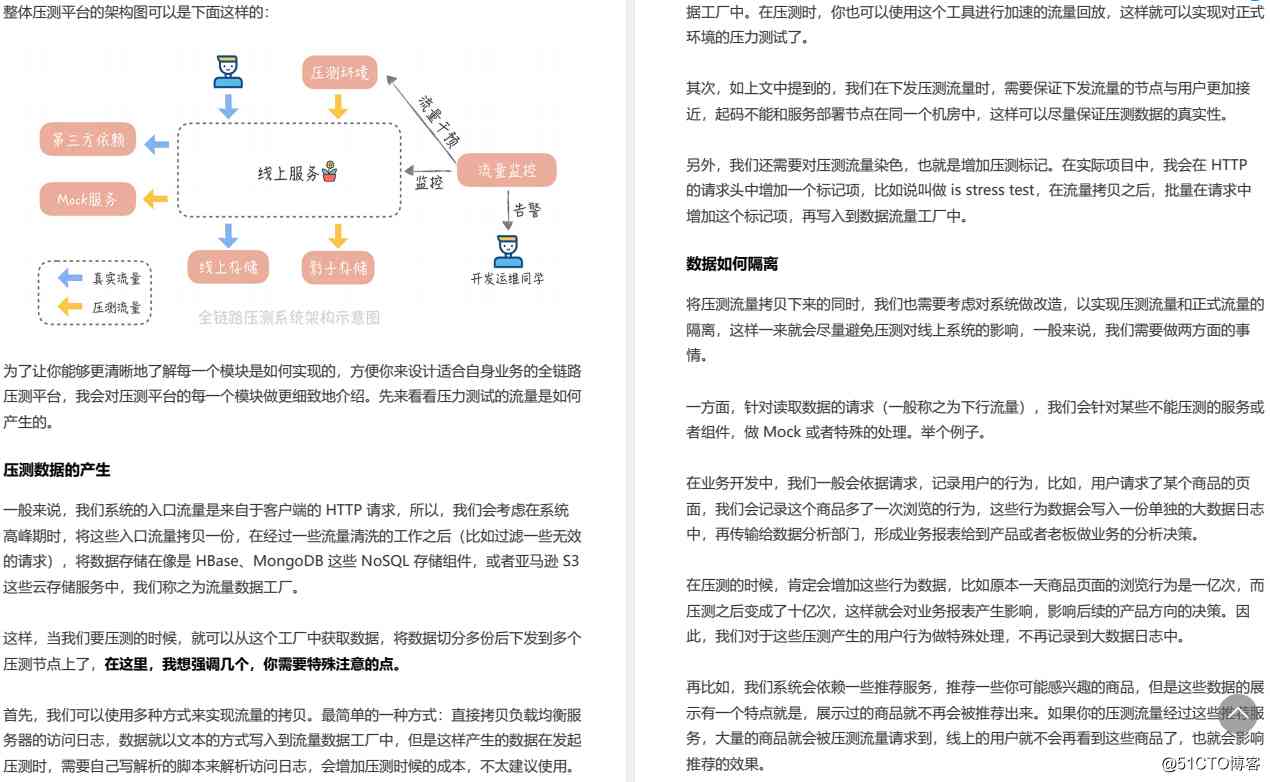 整体压测平台的架构图可以是下面这样的：
压测环境
流量干预
第三方依赖
线上服务
流量监控
监控
Mock服务
告警
线上存储
影子存储
开发运维同学
真实流量
压测流量
全链路压测系统架构示意图
为了让你能够更清晰地了解每一个模块是如何实现的，方便你来设计适合自身业务的全链路
压测平台，我会对压测平台的每一个模块做更细致地介绍。先来看看压力测试的流量是如何
产生的。
压测数据的产生
一般来说，我们系统的入口流量是来自于客户端的 HTTP 请求，所以，我们会考虑在系统
高峰期时，将这些入口流量拷贝一份，在经过一些流量清洗的工作之后（比如过滤一些无效
的请求），将数据存储在像是 HBase、MongoDB 这些 NoSQL 存储组件，或者亚马逊 S3
这些云存储服务中，我们称之为流量数据工厂。
这样，当我们要压测的时候，就可以从这个工厂中获取数据，将数据切分多份后下发到多个
压测节点上了，在这里，我想强调几个，你需要特殊注意的点。
首先，我们可以使用多种方式来实现流量的拷贝。最简单的一种方式：直接拷贝负载均衡服
务器的访问日志，数据就以文本的方式写入到流量数据工厂中，但是这样产生的数据在发起
压测时，需要自己写解析的脚本来解析访问日志，会增加压测时候的成本，不太建议使用。
据工厂中。在压测时，你也可以使用这个工具进行加速的流量回放，这样就可以实现对正式
环境的压力测试了。
其次，如上文中提到的，我们在下发压测流量时，需要保证下发流量的节点与用户更加接
近，起码不能和服务部署节点在同一个机房中，这样可以尽量保证压测数据的真实性。
另外，我们还需要对压测流量染色，也就是增加压测标记。在实际项目中，我会在 HTTP
的请求头中增加一个标记项，比如说叫做 is stress test，在流量拷贝之后，批量在请求中
增加这个标记项，再写入到数据流量工厂中。
数据如何隔离
将压测流量拷贝下来的同时，我们也需要考虑对系统做改造，以实现压测流量和正式流量的
隔离，这样一来就会尽量避免压测对线上系统的影响，一般来说，我们需要做两方面的事
情。
一方面，针对读取数据的请求（一般称之为下行流量），我们会针对某些不能压测的服务或
者组件，做 Mock 或者特殊的处理。举个例子。
在业务开发中，我们一般会依据请求，记录用户的行为，比如，用户请求了某个商品的页
面，我们会记录这个商品多了一次浏览的行为，这些行为数据会写入一份单独的大数据日志
中，再传输给数据分析部门，形成业务报表给到产品或者老板做业务的分析决策。
在压测的时候，肯定会增加这些行为数据，比如原本一天商品页面的浏览行为是一亿次，而
压测之后变成了十亿次，这样就会对业务报表产生影响，影响后续的产品方向的决策。因
此，我们对于这些压测产生的用户行为做特殊处理，不再记录到大数据日志中。
再比如，我们系统会依赖一些推荐服务，推荐一些你可能感兴趣的商品，但是这些数据的展
示有一个特点就是，展示过的商品就不再会被推荐出来。如果你的压测流量经过这些推荐服
务，大量的商品就会被压测流量请求到，线上的用户就不会再看到这些商品了，也就会影响
推荐的效果。
@51CTO博客